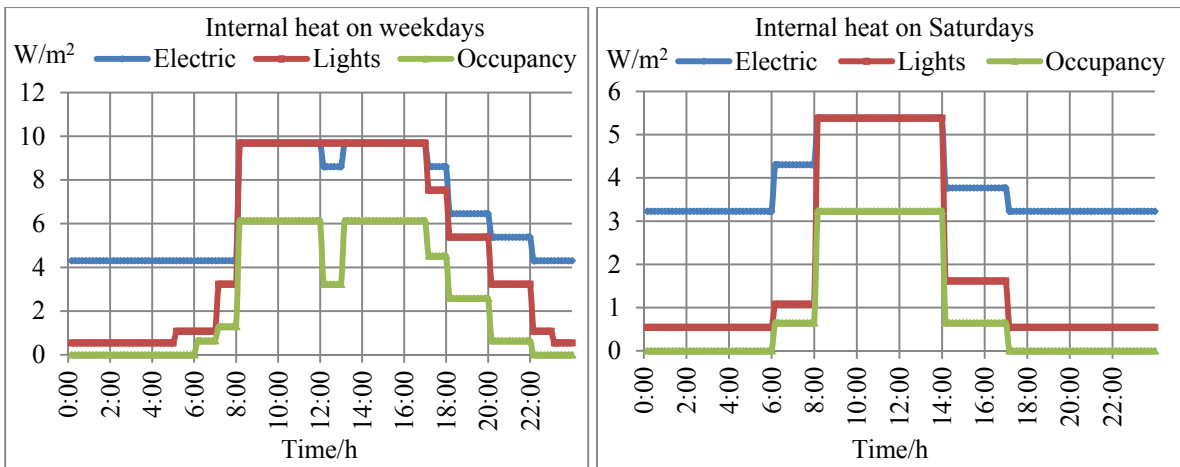 Internal heat on weekdays
W/m²
Electric Lights Occupancy
12
10
8
6
4
2
0
0:00 2:00 4:00 6:00 8:00 10:00 12:00 14:00 16:00 18:00 20:00 22:00
Time/h
Internal heat on Saturdays
W/m²
Electric Lights Occupancy
6
5
4
3
2
1
0
0:00 2:00 4:00 6:00 8:00 10:00 12:00 14:00 16:00 18:00 20:00 22:00
Time/h